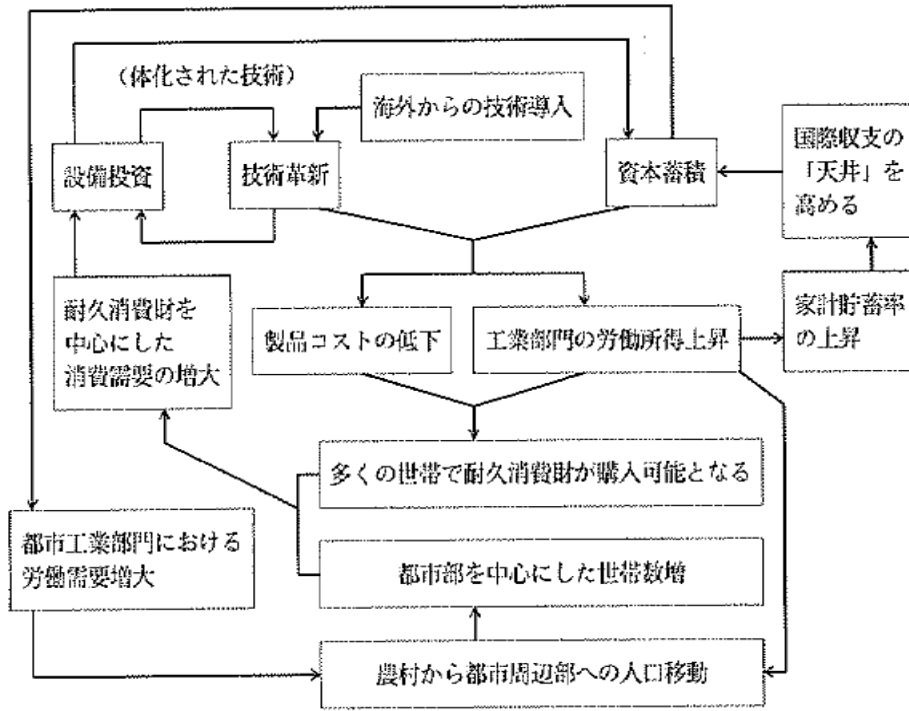 （体化された技術）
海外からの技術導入
設備投資
技術革新
資本蓄積
国際収支の
「天井」を
高める
耐久消費財を
中心にした
消費需要の増大
製品コストの低下
工業部門の労働所得上昇
家計貯蓄率
の上昇
多くの世帯で耐久消費財が購入可能となる
都市工業部門における
労働需要増大
都市部を中心にした世帯数増
農村から都市周辺部への人口移動